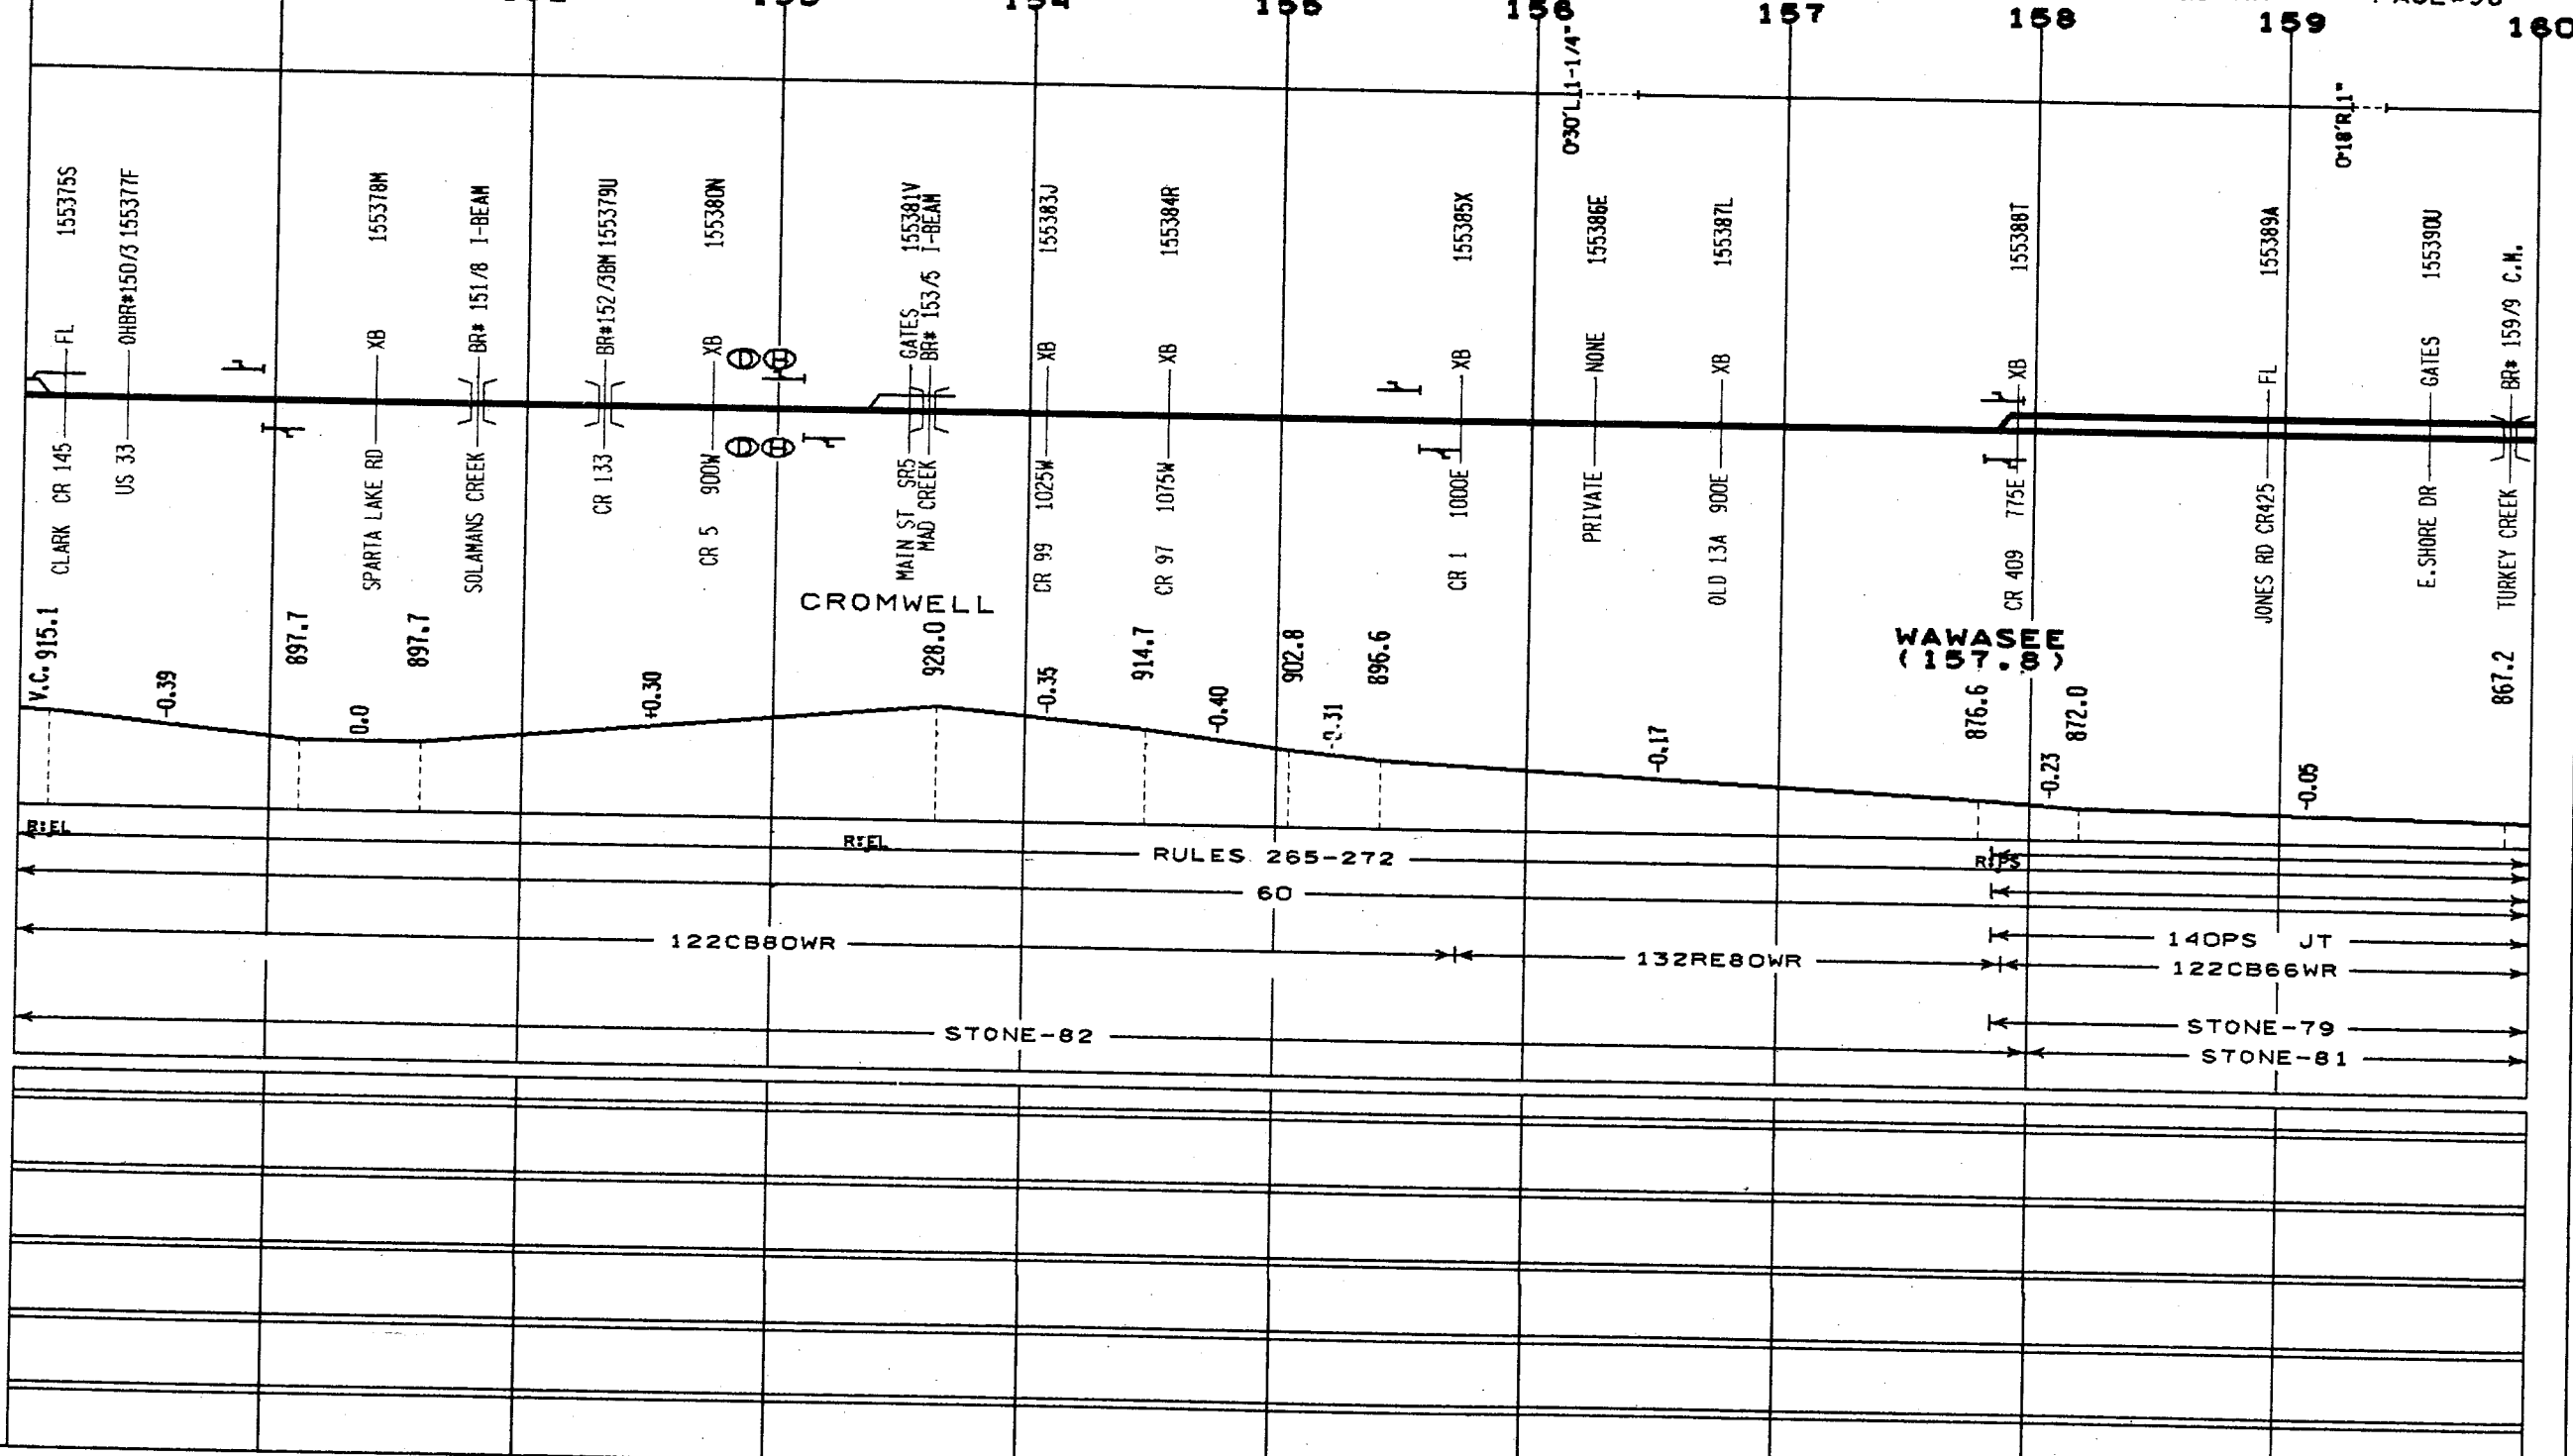 154
155
156
157
158
159
160
0°30'L 1-1/4"
0°18'R 1"
155375S
OHBR#150/3 155377F
155378M
BR# 151/8 I-BEAM
BR#152/3BM 155379U
155380N
155381V
BR# 153/5 I-BEAM
155383J
155384R
155385X
155386E
155387L
155388T
155389A
155390U
BR# 159/9 C.M.
FL
XB
XB
GATES
XB
XB
XB
NONE
XB
XB
FL
GATES
D H
D H
CLARK CR 145
US 33
SPARTA LAKE RD
SOLAMANS CREEK
CR 133
CR 5 900W
MAIN ST SR5
MAD CREEK
CR 99 1025W
CR 97 1075W
CR 1 1000E
PRIVATE
OLD 13A 900E
CR 409 775E
JONES RD CR425
E.SHORE DR
TURKEY CREEK
CROMWELL
WAWASEE
(157.8)
V.C. 915.1
897.7
897.7
928.0
914.7
902.8
896.6
876.6
872.0
867.2
-0.39
0.0
+0.30
-0.35
-0.40
-0.31
-0.17
-0.23
-0.05
R:EL
R:EL
RULES 265-272
R:PS
60
122CB80WR
132RE80WR
140PS JT
122CB66WR
STONE-82
STONE-79
STONE-81